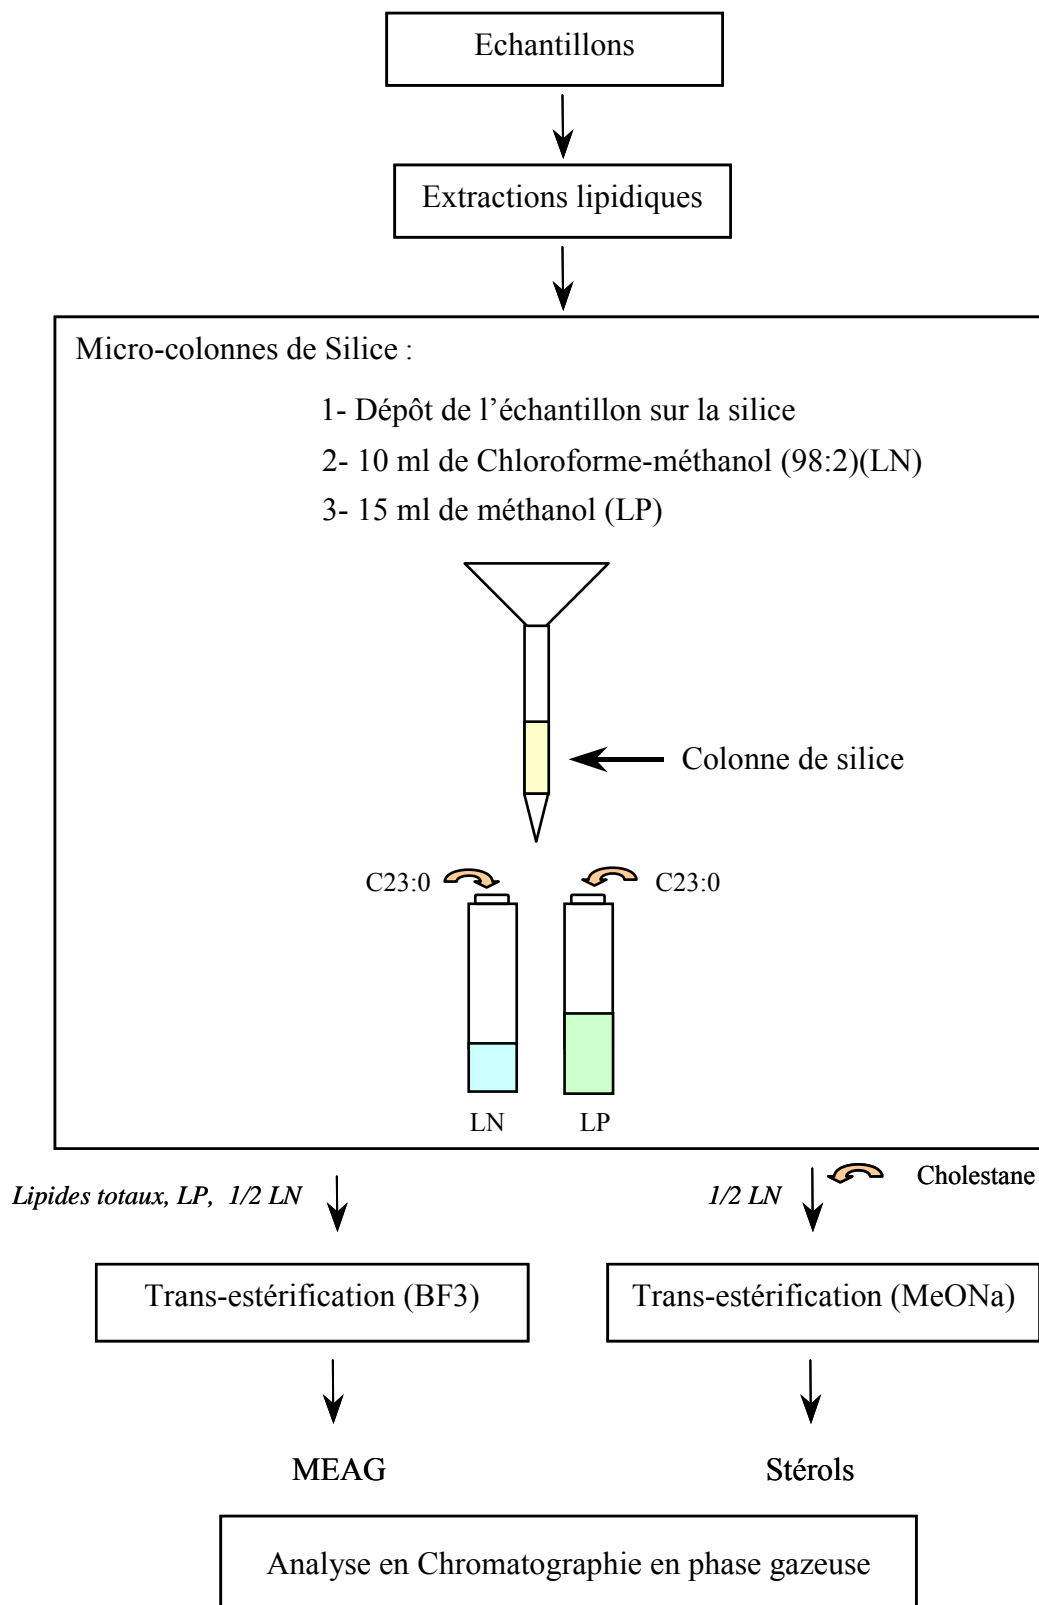 Echantillons
Extractions lipidiques
Micro-colonnes de Silice :
1- Dépôt de l’échantillon sur la silice
2- 10 ml de Chloroforme-méthanol (98:2)(LN)
3- 15 ml de méthanol (LP)
Colonne de silice
C23:0 C23:0
LN LP
Lipides totaux, LP, 1/2 LN
1/2 LN
Cholestane
Trans-estérification (BF3)
Trans-estérification (MeONa)
MEAG
Stérols
Analyse en Chromatographie en phase gazeuse